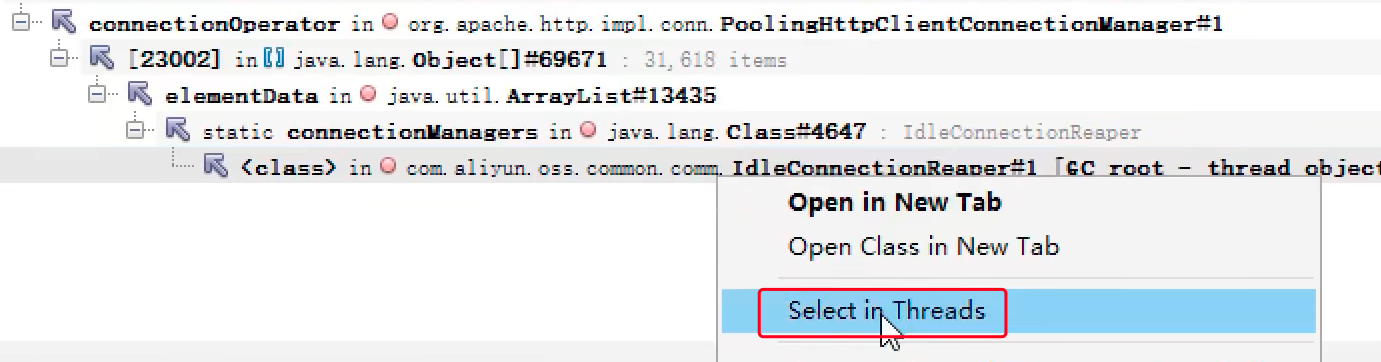 connectionOperator in org.apache.http.impl.conn.PoolingHttpClientConnectionManager#1
[23002] in java.lang.Object[]#69671 : 31,618 items
elementData in java.util.ArrayList#13435
static connectionManagers in java.lang.Class#4647 : IdleConnectionReaper
<class> in com.aliyun.oss.common.comm.IdleConnectionReaper#1 [GC root - thread object
Open in New Tab
Open Class in New Tab
Select in Threads